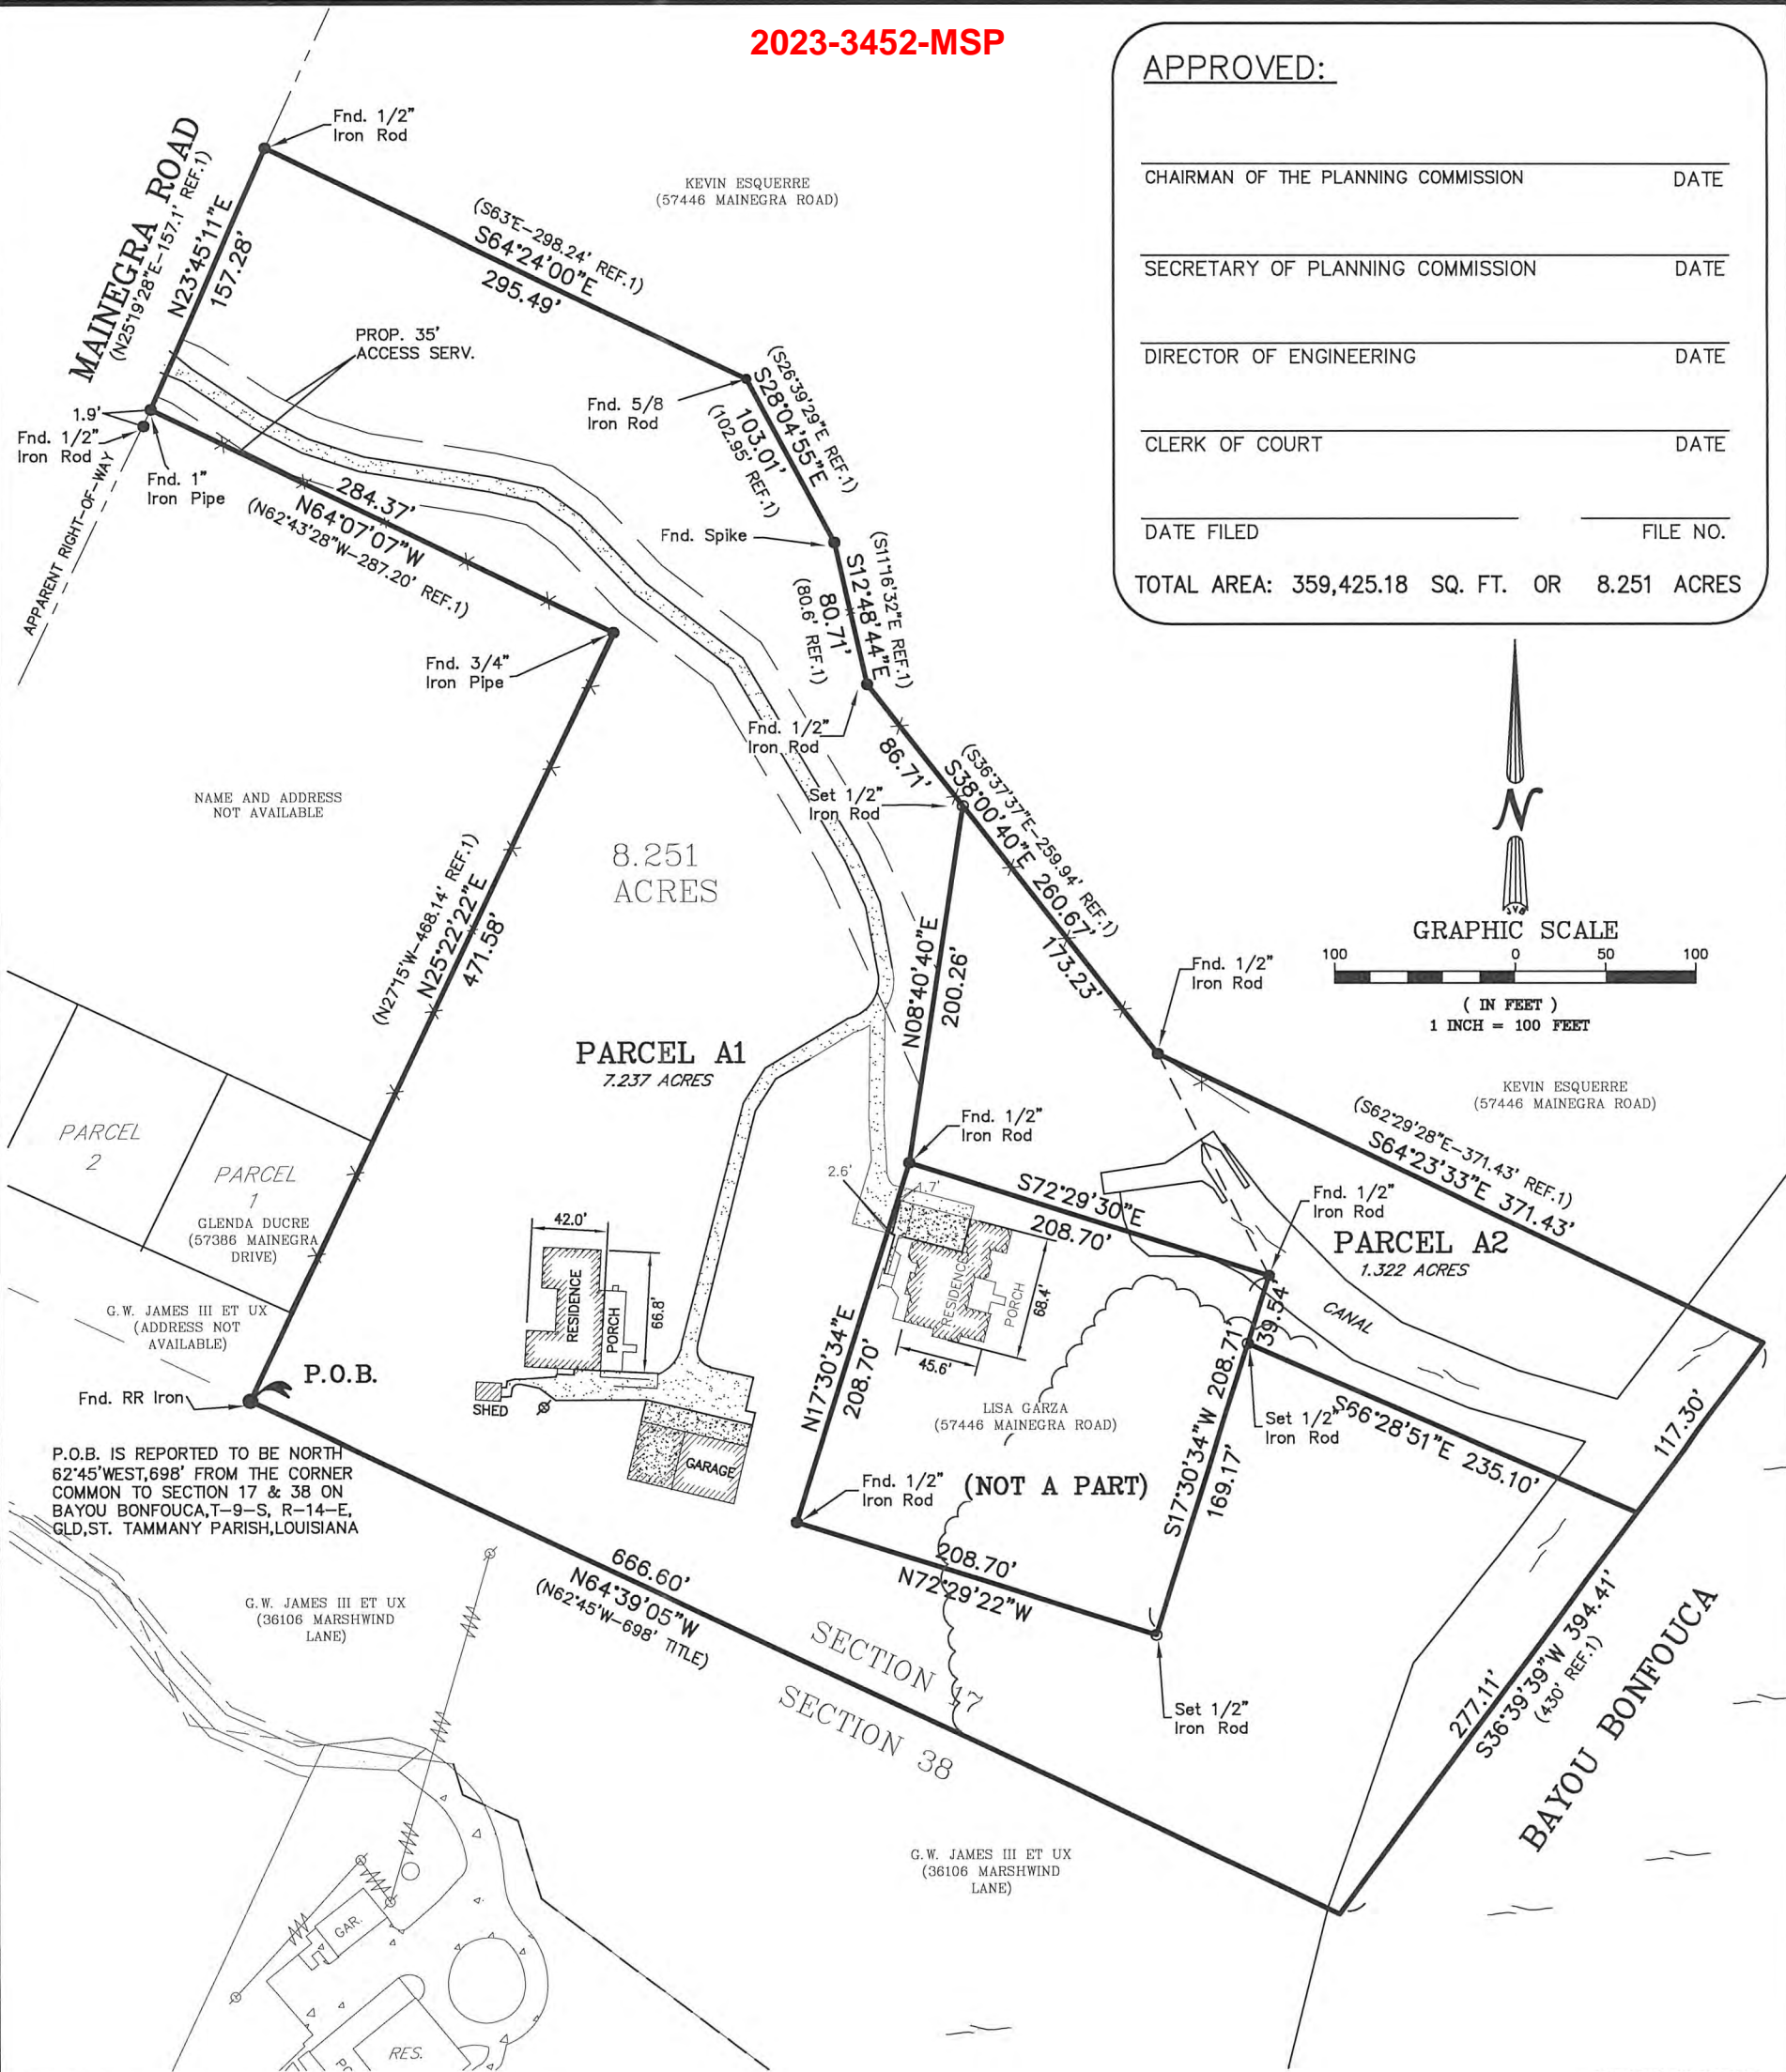 2023-3452-MSP
APPROVED:
CHAIRMAN OF THE PLANNING COMMISSION DATE
SECRETARY OF PLANNING COMMISSION DATE
DIRECTOR OF ENGINEERING DATE
CLERK OF COURT DATE
DATE FILED FILE NO.
TOTAL AREA: 359,425.18 SQ. FT. OR 8.251 ACRES
Fnd. 1/2"
Iron Rod
MAINEGRA ROAD
(N25°19'28"E-157.1' REF.1)
N23°45'11"E
157.28'
KEVIN ESQUERRE
(57446 MAINEGRA ROAD)
(S63°E-298.24' REF.1)
S64°24'00"E
295.49'
PROP. 35'
ACCESS SERV.
1.9'
Fnd. 1/2"
Iron Rod
Fnd. 1"
Iron Pipe
APPARENT RIGHT-OF-WAY
284.37'
N64°07'07"W
(N62°43'28"W-287.20' REF.1)
Fnd. 5/8
Iron Rod
(S26°39'29"E REF.1)
S28°04'55"E
103.01'
(102.95' REF.1)
Fnd. Spike
(S11°16'32"E REF.1)
S12°48'44"E
80.71'
(80.6' REF.1)
Fnd. 3/4"
Iron Pipe
Fnd. 1/2"
Iron Rod
86.71'
Set 1/2"
Iron Rod
(S36°37'37"E-259.94' REF.1)
S38°00'40"E 260.67'
173.23'
N
GRAPHIC SCALE
100 0 50 100
( IN FEET )
1 INCH = 100 FEET
NAME AND ADDRESS
NOT AVAILABLE
8.251
ACRES
(N27°15'W-468.14' REF.1)
N25°22'22"E
471.58'
N08°40'40"E
200.26'
Fnd. 1/2"
Iron Rod
PARCEL A1
7.237 ACRES
KEVIN ESQUERRE
(57446 MAINEGRA ROAD)
(S62°29'28"E-371.43' REF.1)
S64°23'33"E 371.43'
PARCEL
2
PARCEL
1
GLENDA DUCRE
(57386 MAINEGRA
DRIVE)
Fnd. 1/2"
Iron Rod
2.6'
1.7'
S72°29'30"E
208.70'
Fnd. 1/2"
Iron Rod
PARCEL A2
1.322 ACRES
42.0'
RESIDENCE
PORCH
66.8'
RESIDENCE
PORCH
68.4'
45.6'
CANAL
39.54'
G.W. JAMES III ET UX
(ADDRESS NOT
AVAILABLE)
P.O.B.
Fnd. RR Iron
SHED
GARAGE
N17°30'34"E
208.70'
LISA GARZA
(57446 MAINEGRA ROAD)
(NOT A PART)
S17°30'34"W 208.71'
169.17'
Set 1/2"
Iron Rod
S66°28'51"E 235.10'
117.30'
P.O.B. IS REPORTED TO BE NORTH
62°45'WEST,698' FROM THE CORNER
COMMON TO SECTION 17 & 38 ON
BAYOU BONFOUCA,T-9-S, R-14-E,
GLD,ST. TAMMANY PARISH,LOUISIANA
Fnd. 1/2"
Iron Rod
208.70'
N72°29'22"W
666.60'
N64°39'05"W
(N62°45'W-698' TITLE)
SECTION 17
SECTION 38
G.W. JAMES III ET UX
(36106 MARSHWIND
LANE)
Set 1/2"
Iron Rod
277.11'
S36°39'39"W 394.41'
(430' REF.1)
BAYOU BONFOUCA
G.W. JAMES III ET UX
(36106 MARSHWIND
LANE)
GAR.
RES.